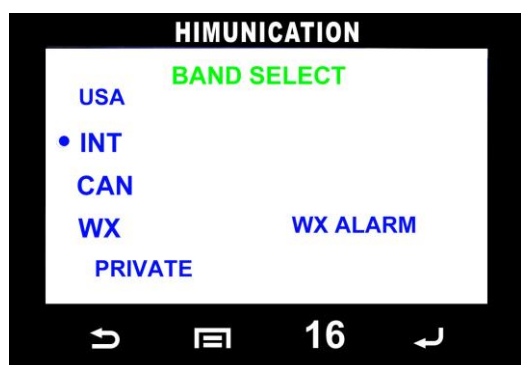 HIMUNICATION
BAND SELECT
USA
• INT
CAN
WX WX ALARM
PRIVATE
16